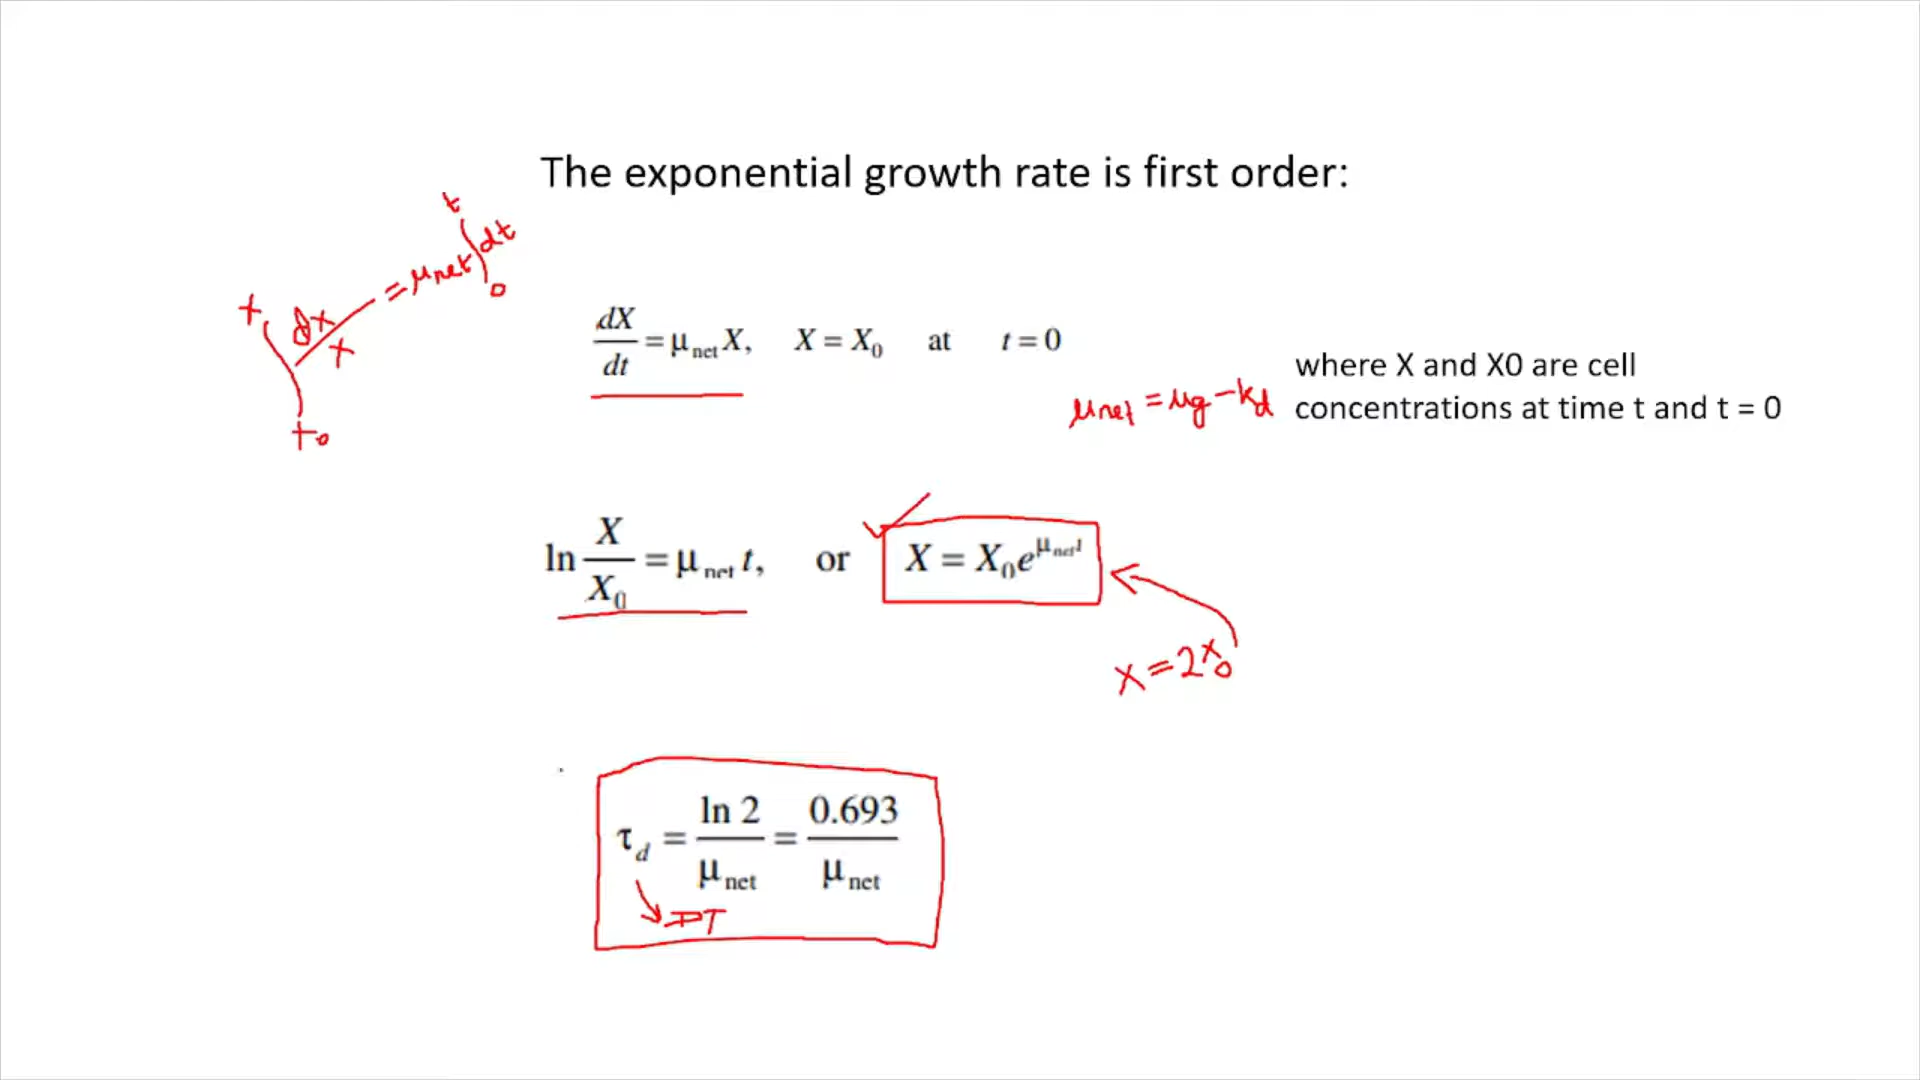 The exponential growth rate is first order:
∫ₓ₀ˣ dx/x = μnet ∫₀ᵗ dt
dX/dt = μnet X, X = X₀ at t = 0
μnet = μg − kd
where X and X0 are cell
concentrations at time t and t = 0
ln X/X₀ = μnet t, or X = X₀e^(μnet t)
x = 2x₀
τd = ln 2/μnet = 0.693/μnet
DT